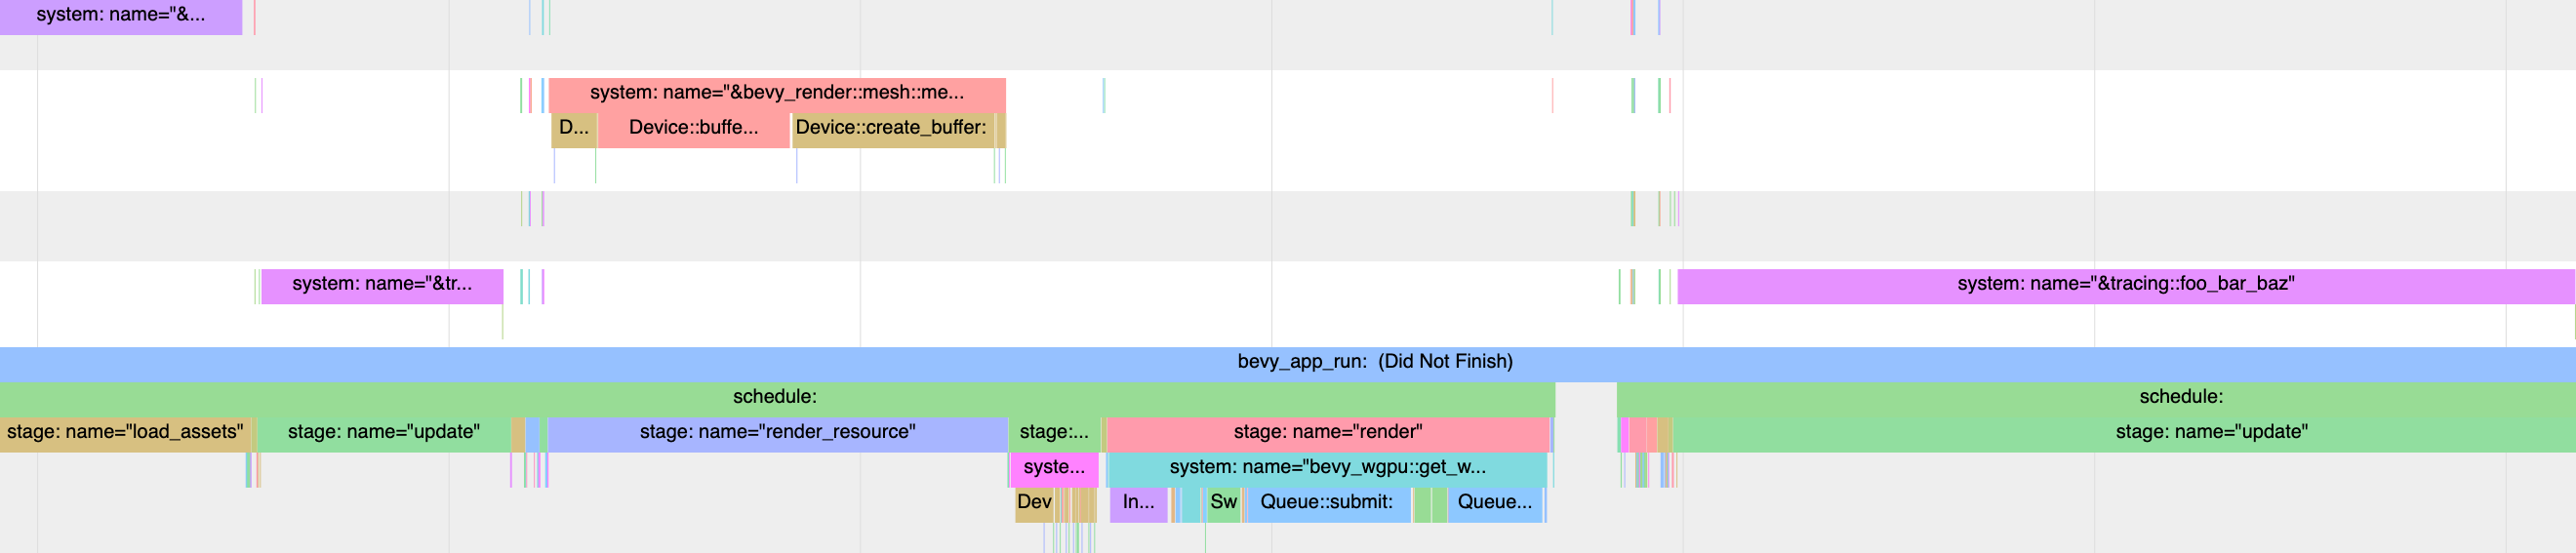 system: name="&...
system: name="&bevy_render::mesh::me...
D... Device::buffe... Device::create_buffer:
system: name="&tr... system: name="&tracing::foo_bar_baz"
bevy_app_run: (Did Not Finish)
schedule: schedule:
stage: name="load_assets" stage: name="update" stage: name="render_resource" stage:... stage: name="render" stage: name="update"
syste... system: name="bevy_wgpu::get_w...
Dev In... Sw Queue::submit: Queue...